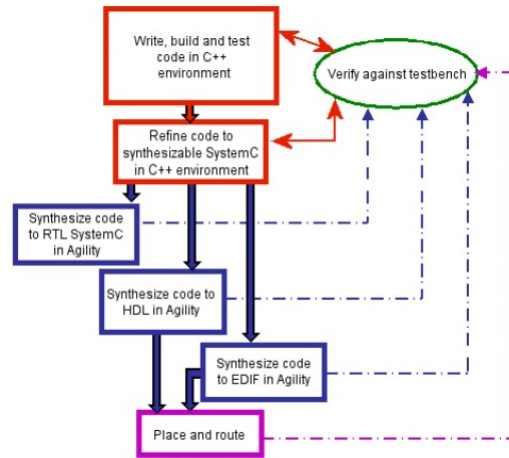 Write, build and test
code in C++
environment
Verify against testbench
Refine code to
synthesizable SystemC
in C++ environment
Synthesize code
to RTL SystemC
in Agility
Synthesize code to
HDL in Agility
Synthesize code
to EDIF in Agility
Place and route